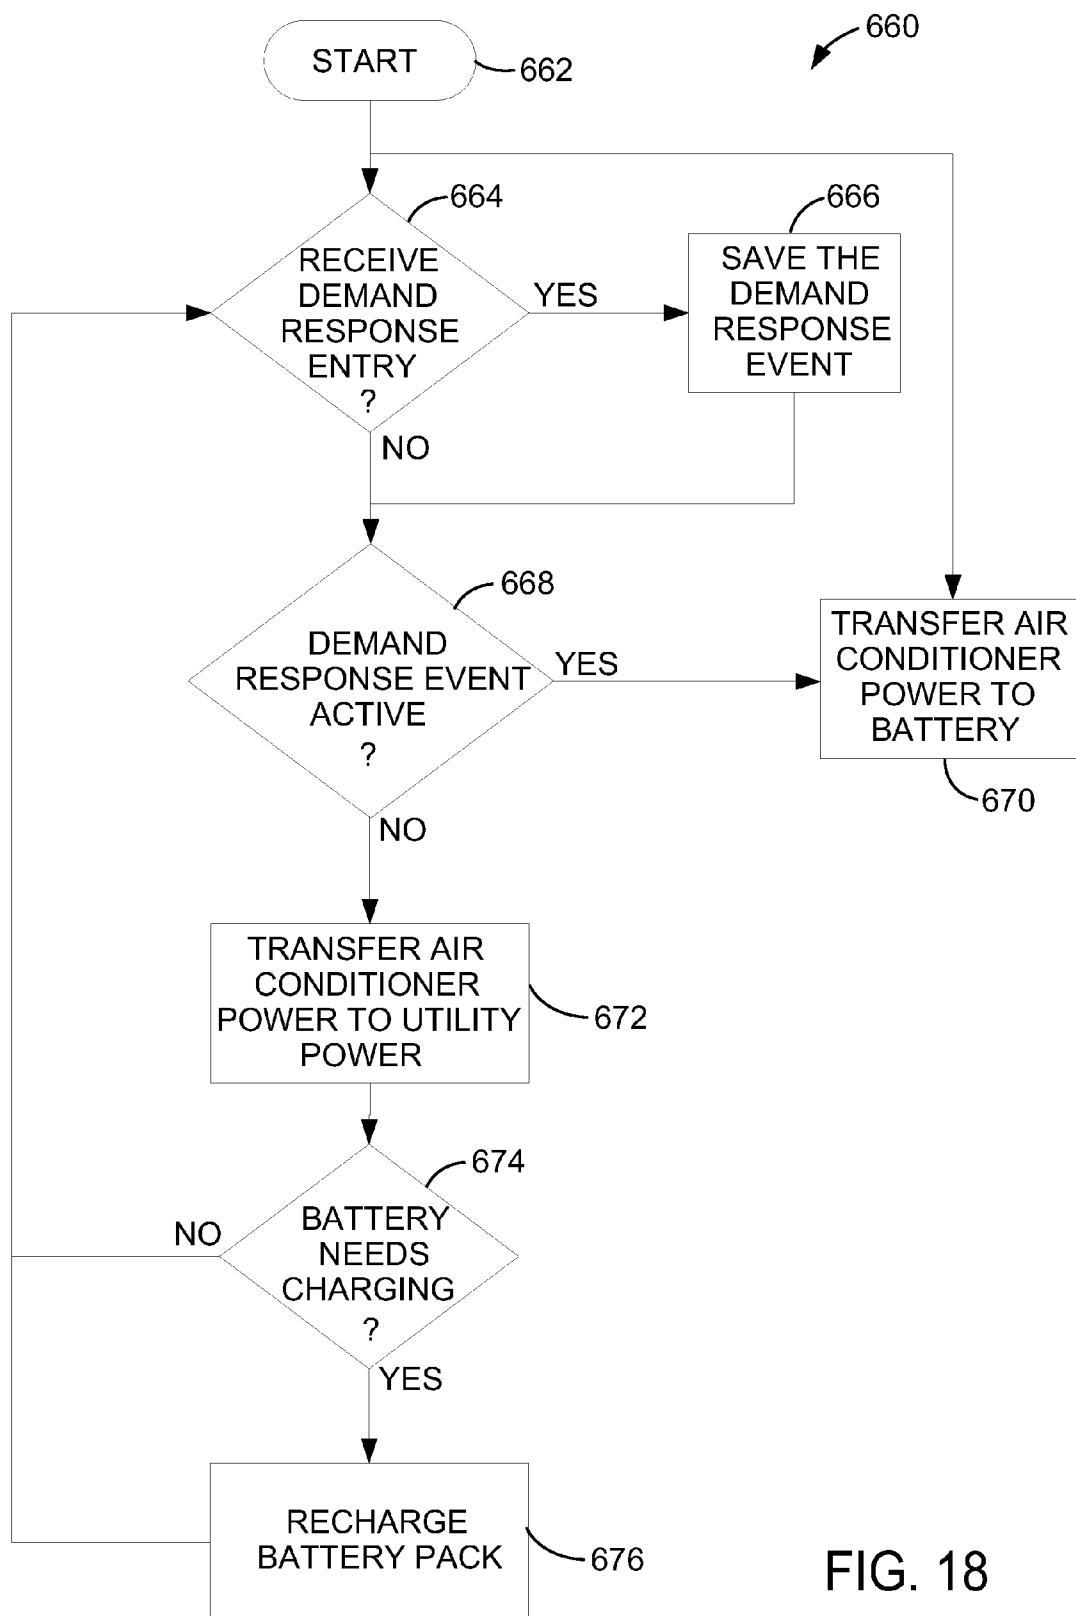 660
START
662
664
RECEIVE
DEMAND
RESPONSE
ENTRY
?
YES
666
SAVE THE
DEMAND
RESPONSE
EVENT
NO
668
DEMAND
RESPONSE EVENT
ACTIVE
?
YES
TRANSFER AIR
CONDITIONER
POWER TO
BATTERY
670
NO
TRANSFER AIR
CONDITIONER
POWER TO UTILITY
POWER
672
674
NO
BATTERY
NEEDS
CHARGING
?
YES
RECHARGE
BATTERY PACK
676
FIG. 18